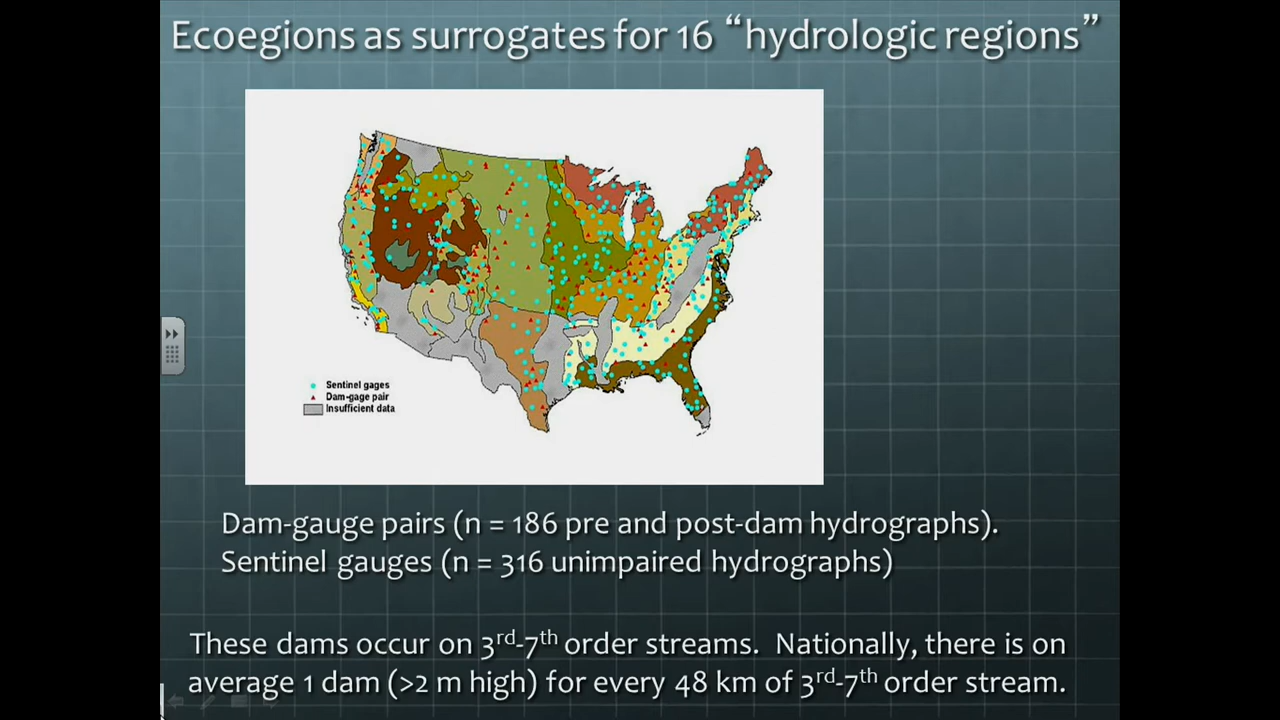 Ecoegions as surrogates for 16 “hydrologic regions”
Sentinel gages
Dam-gage pair
Insufficient data
Dam-gauge pairs (n = 186 pre and post-dam hydrographs).
Sentinel gauges (n = 316 unimpaired hydrographs)
These dams occur on 3rd-7th order streams. Nationally, there is on
average 1 dam (>2 m high) for every 48 km of 3rd-7th order stream.